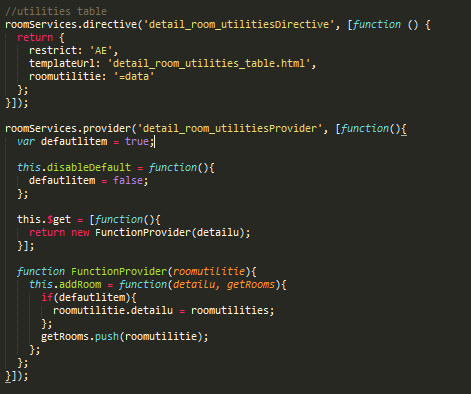 //utilities table
roomServices.directive('detail_room_utilitiesDirective', [function () {
  return {
    restrict: 'AE',
    templateUrl: 'detail_room_utilities_table.html',
    roomutilitie: '=data'
  };
}]);

roomServices.provider('detail_room_utilitiesProvider', [function(){
  var defautlitem = true;

  this.disableDefault = function(){
    defautlitem = false;
  };

  this.$get = [function(){
    return new FunctionProvider(detailu);
  }];

  function FunctionProvider(roomutilitie){
    this.addRoom = function(detailu, getRooms){
      if(defautlitem){
        roomutilitie.detailu = roomutilities;
      };
      getRooms.push(roomutilitie);
    };
  };
}]);